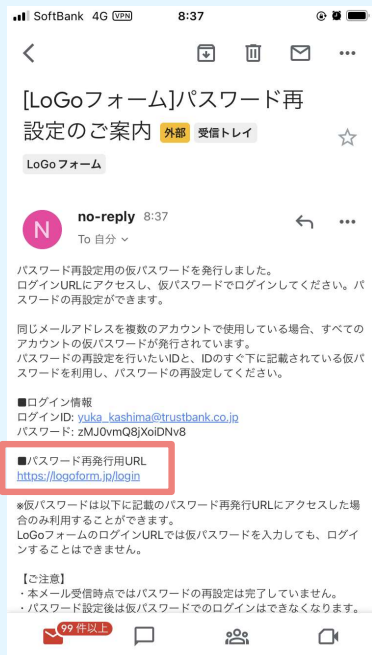 SoftBank 4G VPN 8:37
[LoGoフォーム]パスワード再
設定のご案内 外部 受信トレイ
LoGoフォーム
N
no-reply 8:37
To 自分
パスワード再設定用の仮パスワードを発行しました。
ログインURLにアクセスし、仮パスワードでログインしてください。パ
スワードの再設定ができます。
同じメールアドレスを複数のアカウントで使用している場合、すべての
アカウントの仮パスワードが発行されています。
パスワードの再設定を行いたいIDと、IDのすぐ下に記載されている仮パ
スワードを利用し、パスワードの再設定してください。
■ログイン情報
ログインID: yuka_kashima@trustbank.co.jp
パスワード: zMJ0vmQ8jXoiDNv8
■パスワード再発行用URL
https://logoform.jp/login
※仮パスワードは以下に記載のパスワード再発行URLにアクセスした場
合のみ利用することができます。
LoGoフォームのログインURLでは仮パスワードを入力しても、ログイ
ンすることはできません。
【ご注意】
・本メール受信時点ではパスワードの再設定は完了していません。
・パスワード設定後は仮パスワードでのログインはできなくなります。
99 件以上